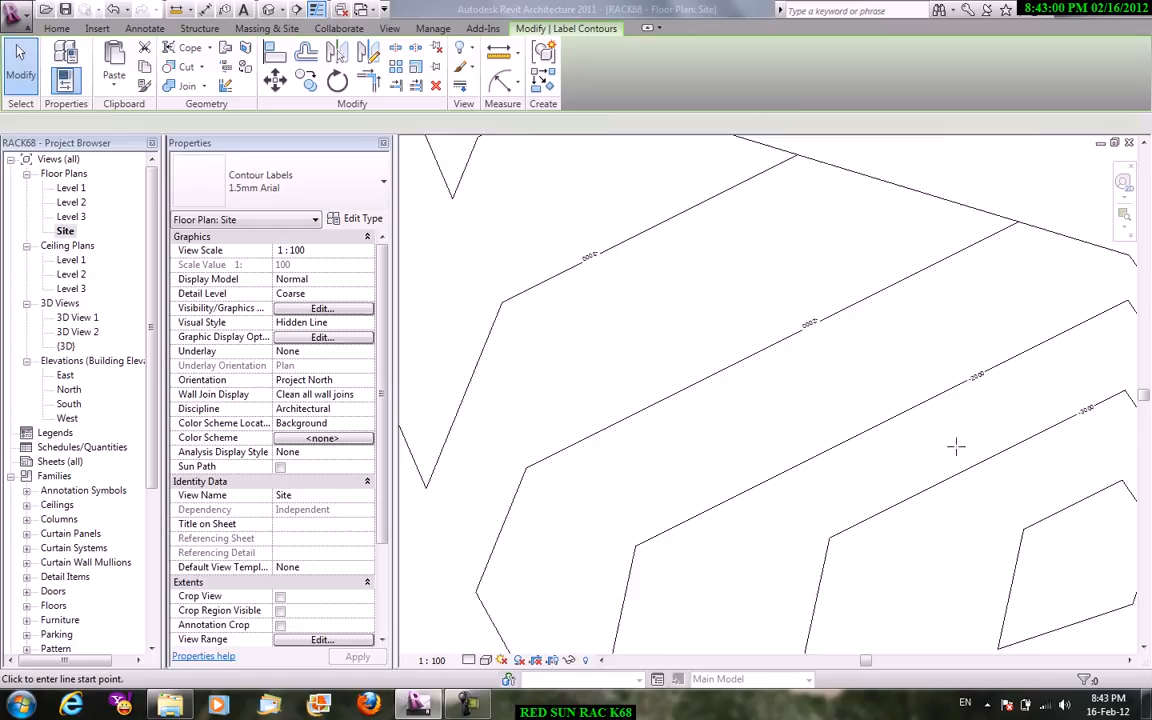 Autodesk Revit Architecture 2011 - [RACK68 - Floor Plan: Site]
Type a keyword or phrase
8:43:00 PM 02/16/2012
Home Insert Annotate Structure Massing & Site Collaborate View Manage Add-Ins Modify | Label Contours
Modify
Paste
Cope
Cut
Join
Select Properties Clipboard Geometry Modify View Measure Create
RACK68 - Project Browser
Views (all)
Floor Plans
Level 1
Level 2
Level 3
Site
Ceiling Plans
Level 1
Level 2
Level 3
3D Views
3D View 1
3D View 2
{3D}
Elevations (Building Eleva
East
North
South
West
Legends
Schedules/Quantities
Sheets (all)
Families
Annotation Symbols
Ceilings
Columns
Curtain Panels
Curtain Systems
Curtain Wall Mullions
Detail Items
Doors
Floors
Furniture
Parking
Pattern
Properties
Contour Labels
1.5mm Arial
Floor Plan: Site
Edit Type
Graphics
View Scale 1 : 100
Scale Value 1: 100
Display Model Normal
Detail Level Coarse
Visibility/Graphics ... Edit...
Visual Style Hidden Line
Graphic Display Opt... Edit...
Underlay None
Underlay Orientation Plan
Orientation Project North
Wall Join Display Clean all wall joins
Discipline Architectural
Color Scheme Locat... Background
Color Scheme <none>
Analysis Display Style None
Sun Path
Identity Data
View Name Site
Dependency Independent
Title on Sheet
Referencing Sheet
Referencing Detail
Default View Templ... None
Extents
Crop View
Crop Region Visible
Annotation Crop
View Range Edit...
Properties help
Apply
1 : 100
Click to enter line start point.
Main Model
:0
EN
8:43 PM
16-Feb-12
RED SUN RAC K68